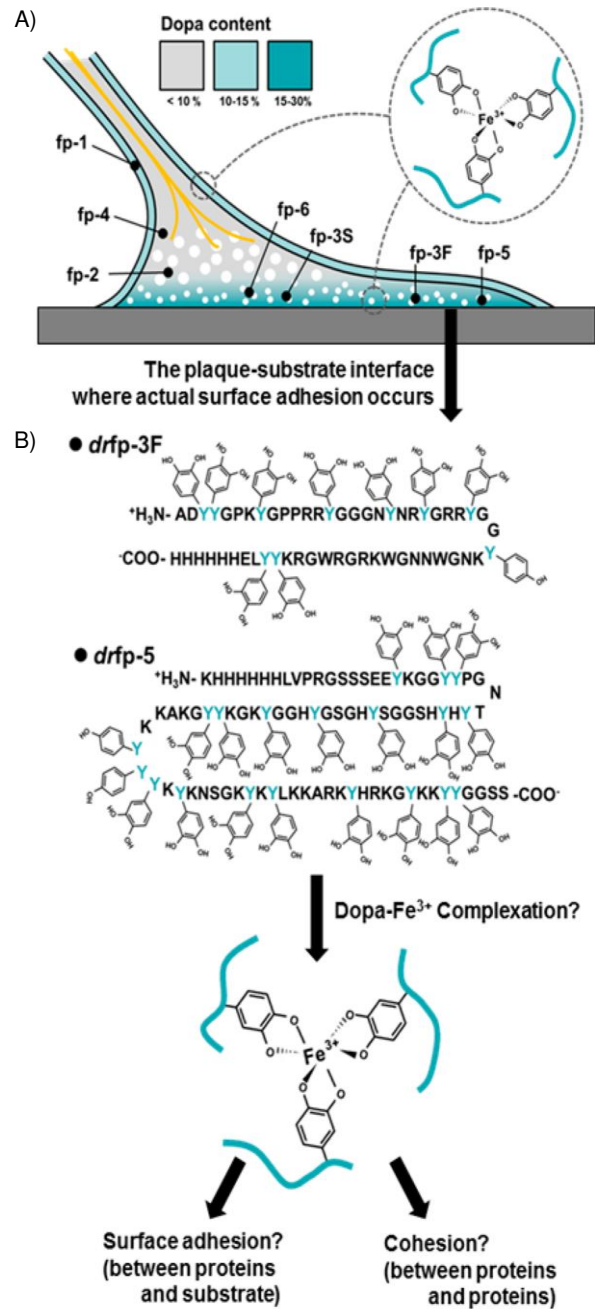 A)
Dopa content
< 10 % 10-15 % 15-30%
fp-1
fp-4
fp-2
fp-6
fp-3S
fp-3F
fp-5
Fe³⁺
The plaque-substrate interface
where actual surface adhesion occurs
B)
● drfp-3F
⁺H₃N- ADYYGPKYGPPRRYGGGNYNRYGRRYG
G
⁻COO- HHHHHHELYYKRGWRGRKWGNNWGNKY
● drfp-5
⁺H₃N- KHHHHHHLVPRGSSSEEYKGGYYPG
N
KAKGYYKGKYGGHYGSGHYSGGSHYHYT
K
Y
Y
YKYKNSGKYKYLKKARKYHRKGYKKYYGGSS -COO⁻
Dopa-Fe³⁺ Complexation?
Fe³⁺
Surface adhesion?
(between proteins
and substrate)
Cohesion?
(between proteins
and proteins)